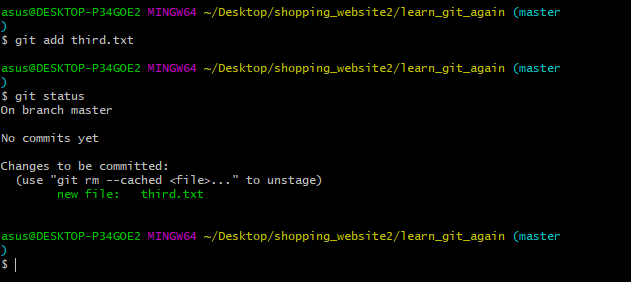 asus@DESKTOP-P34GOE2 MINGW64 ~/Desktop/shopping_website2/learn_git_again (master
)
$ git add third.txt
asus@DESKTOP-P34GOE2 MINGW64 ~/Desktop/shopping_website2/learn_git_again (master
)
$ git status
On branch master
No commits yet
Changes to be committed:
  (use "git rm --cached <file>..." to unstage)
        new file:   third.txt
asus@DESKTOP-P34GOE2 MINGW64 ~/Desktop/shopping_website2/learn_git_again (master
)
$